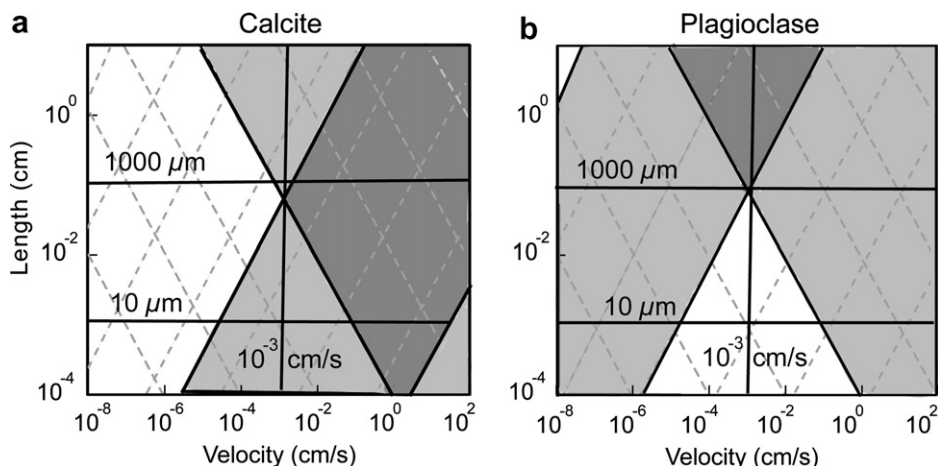 a Calcite
10^0
10^-2
10^-4
Length (cm)
1000 µm
10 µm
10^-3 cm/s
10^-8 10^-6 10^-4 10^-2 10^0 10^2
Velocity (cm/s)
b Plagioclase
10^0
10^-2
10^-4
1000 µm
10 µm
10^-3 cm/s
10^-8 10^-6 10^-4 10^-2 10^0 10^2
Velocity (cm/s)